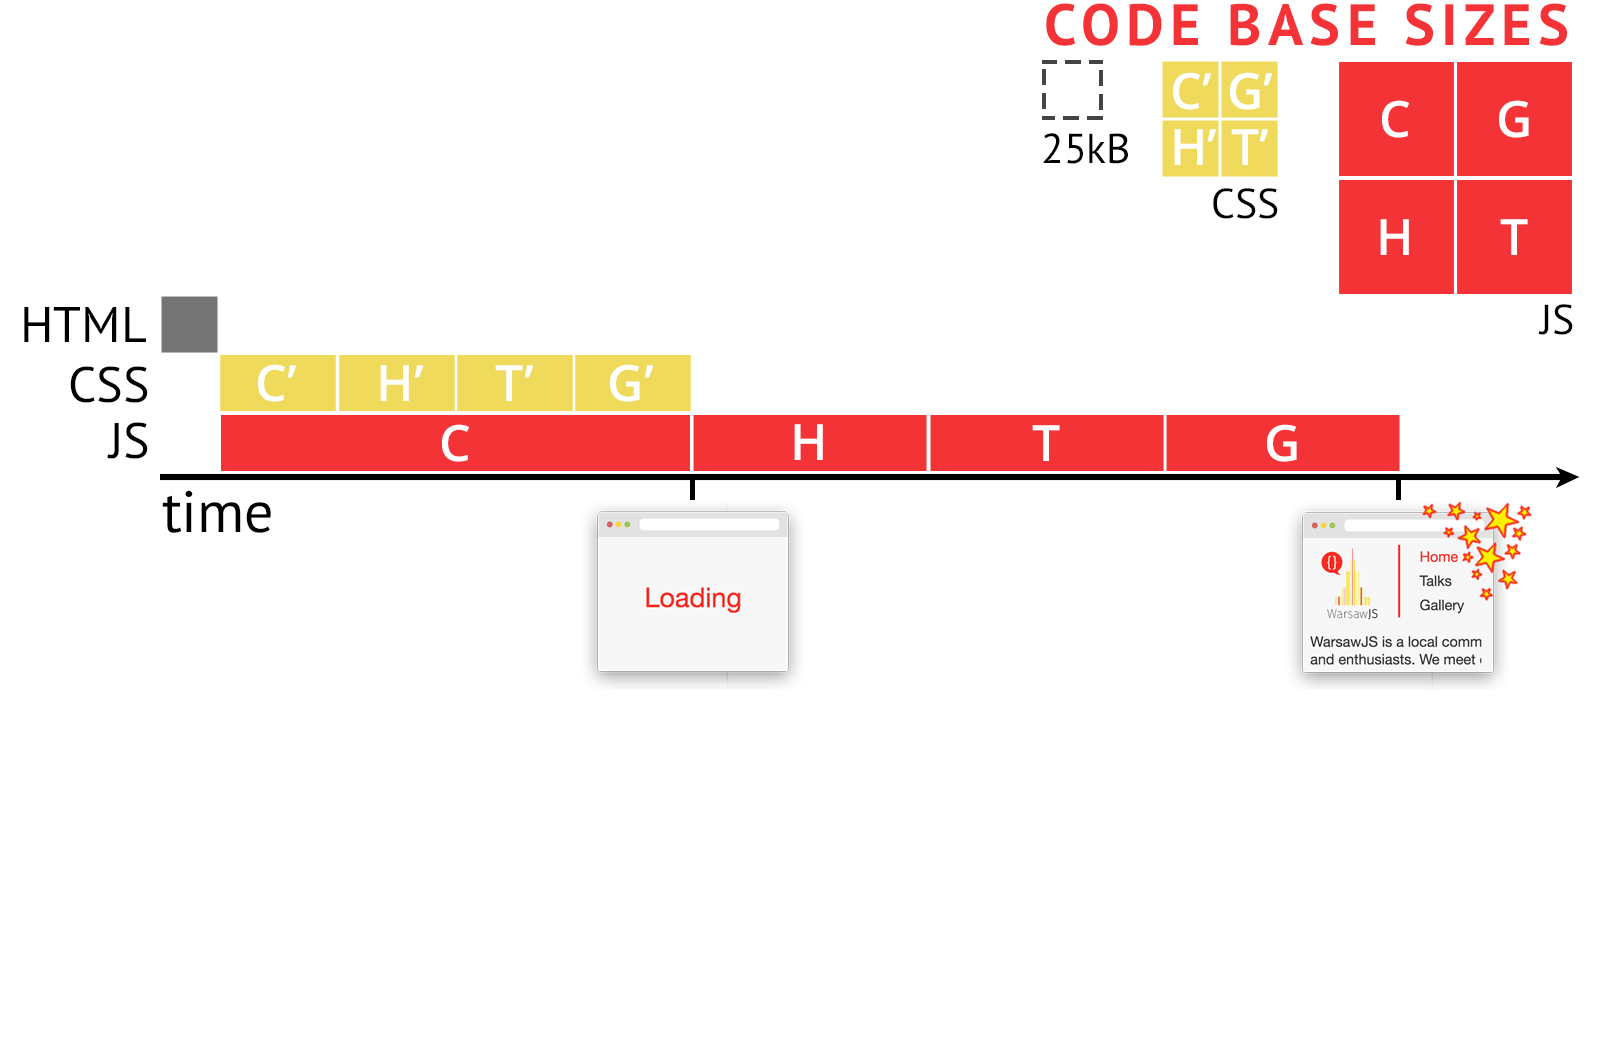 CODE BASE SIZES
25kB
C’ G’
H’ T’
CSS
C G
H T
JS
HTML
CSS C’ H’ T’ G’
JS C H T G
time
Loading
{}
WarsawJS
Home
Talks
Gallery
WarsawJS is a local comm
and enthusiasts. We meet